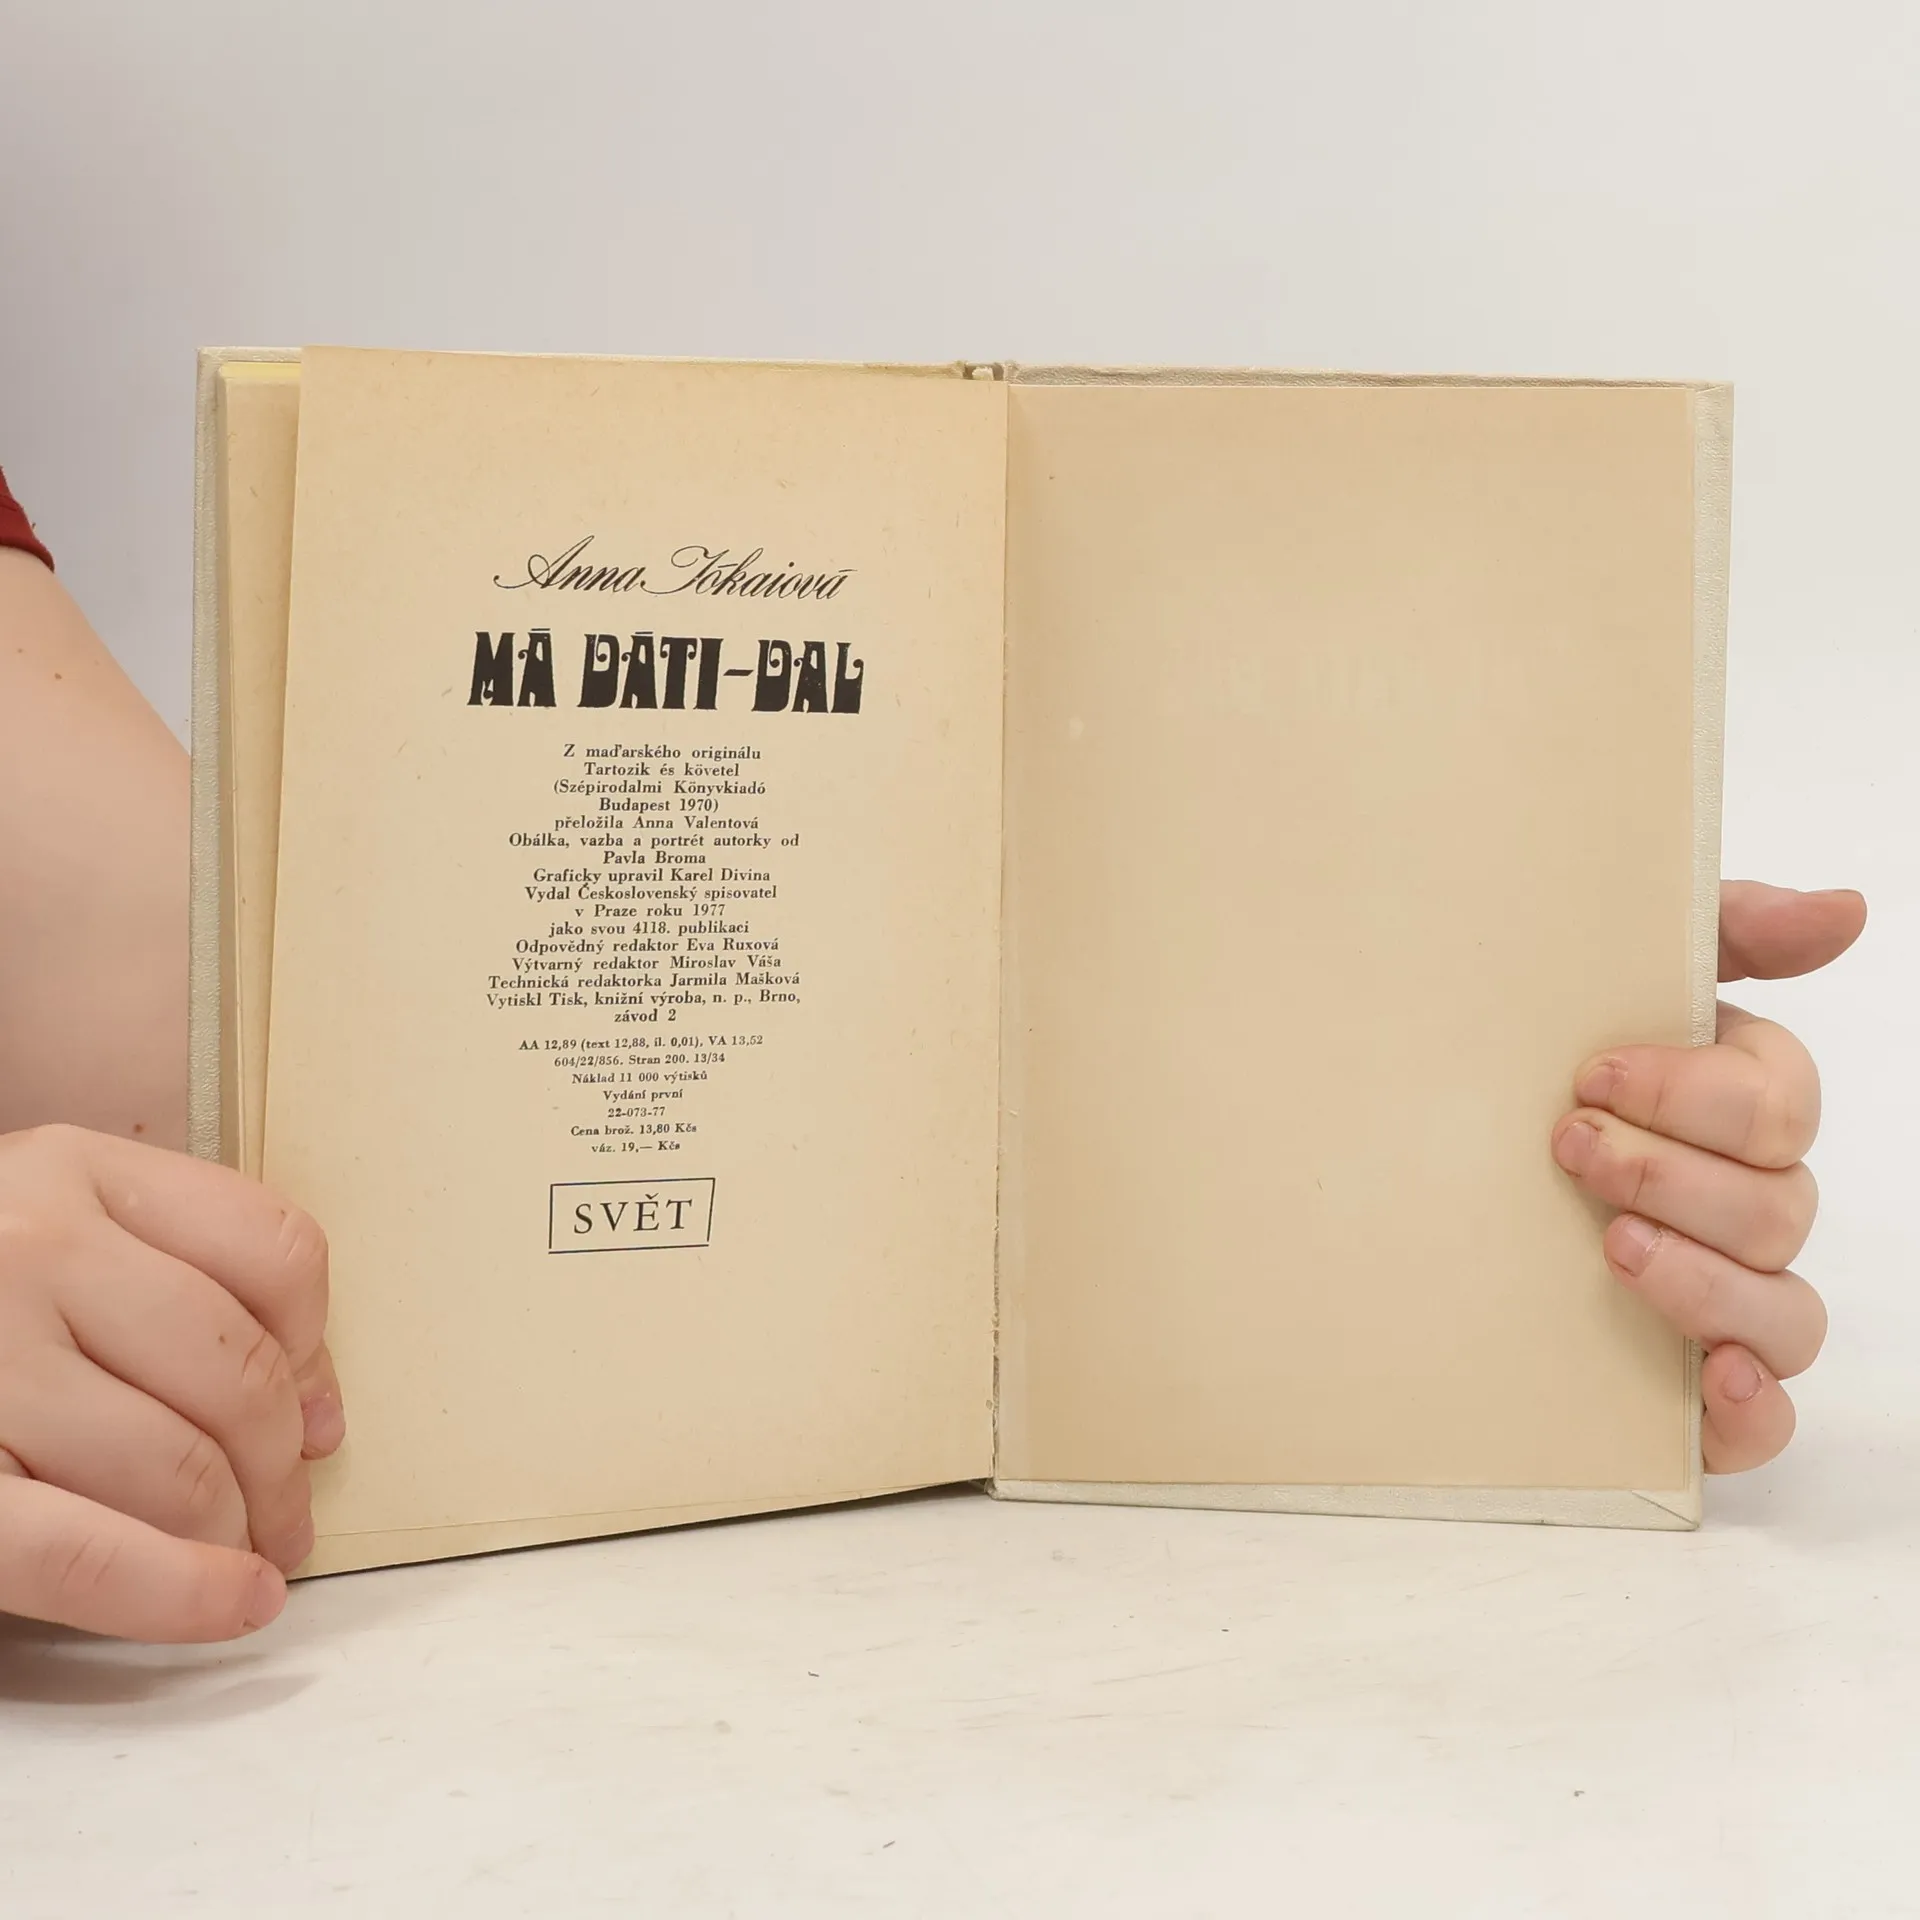 Anna Jókaiová
MÁ DÁTI-DAL
Z maďarského originálu
Tartozik és követel
(Szépirodalmi Könyvkiadó
Budapest 1970)
přeložila Anna Valentová
Obálka, vazba a portrét autorky od
Pavla Broma
Graficky upravil Karel Divina
Vydal Československý spisovatel
v Praze roku 1977
jako svou 4118. publikaci
Odpovědný redaktor Eva Ruxová
Výtvarný redaktor Miroslav Váša
Technická redaktorka Jarmila Mašková
Vytiskl Tisk, knižní výroba, n. p., Brno,
závod 2
AA 12,89 (text 12,88, il. 0,01), VA 13,52
604/22/856. Stran 200. 13/34
Náklad 11 000 výtisků
Vydání první
22-073-77
Cena brož. 13,80 Kčs
váz. 19,— Kčs
SVĚT